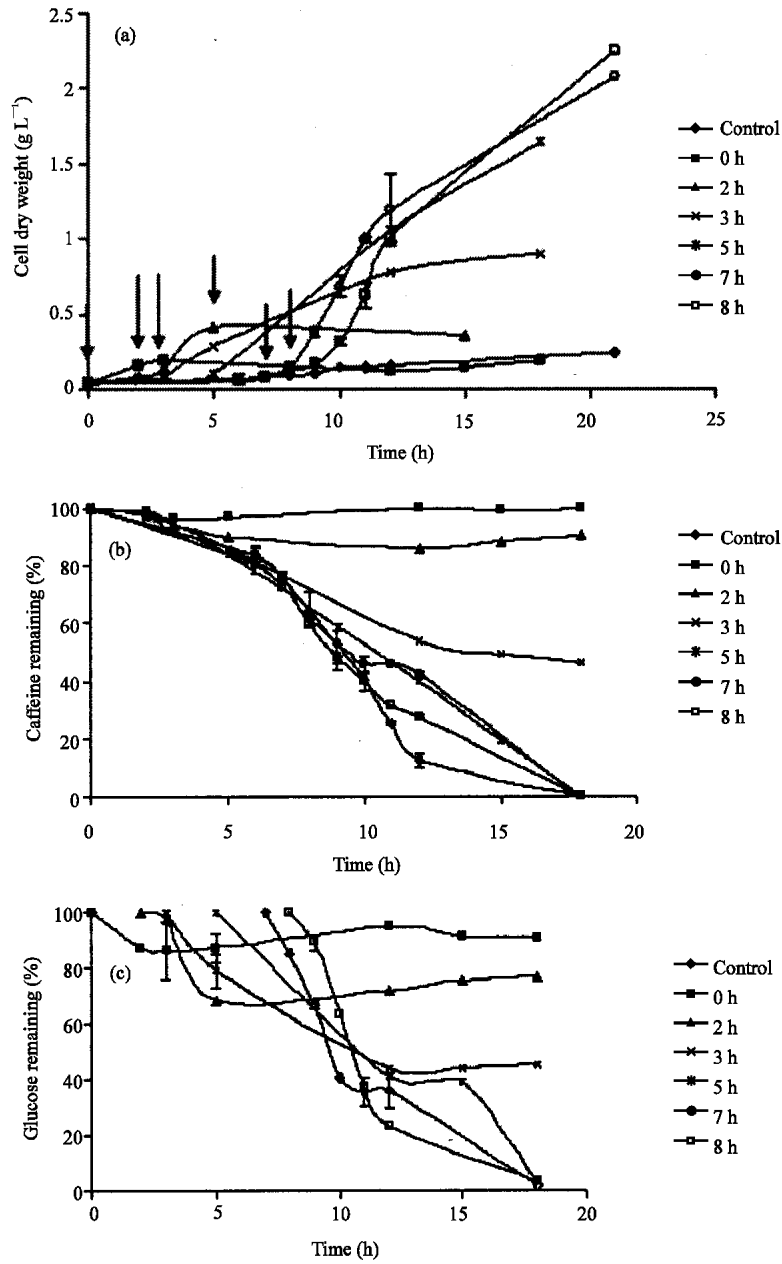 (a)
2.5
2
1.5
1
0.5
0
Cell dry weight (g L⁻¹)
0 5 10 15 20 25
Time (h)
Control
0 h
2 h
3 h
5 h
7 h
8 h
(b)
100
80
60
40
20
0
Caffeine remaining (%)
0 5 10 15 20
Time (h)
Control
0 h
2 h
3 h
5 h
7 h
8 h
(c)
100
80
60
40
20
0
Glucose remaining (%)
0 5 10 15 20
Time (h)
Control
0 h
2 h
3 h
5 h
7 h
8 h